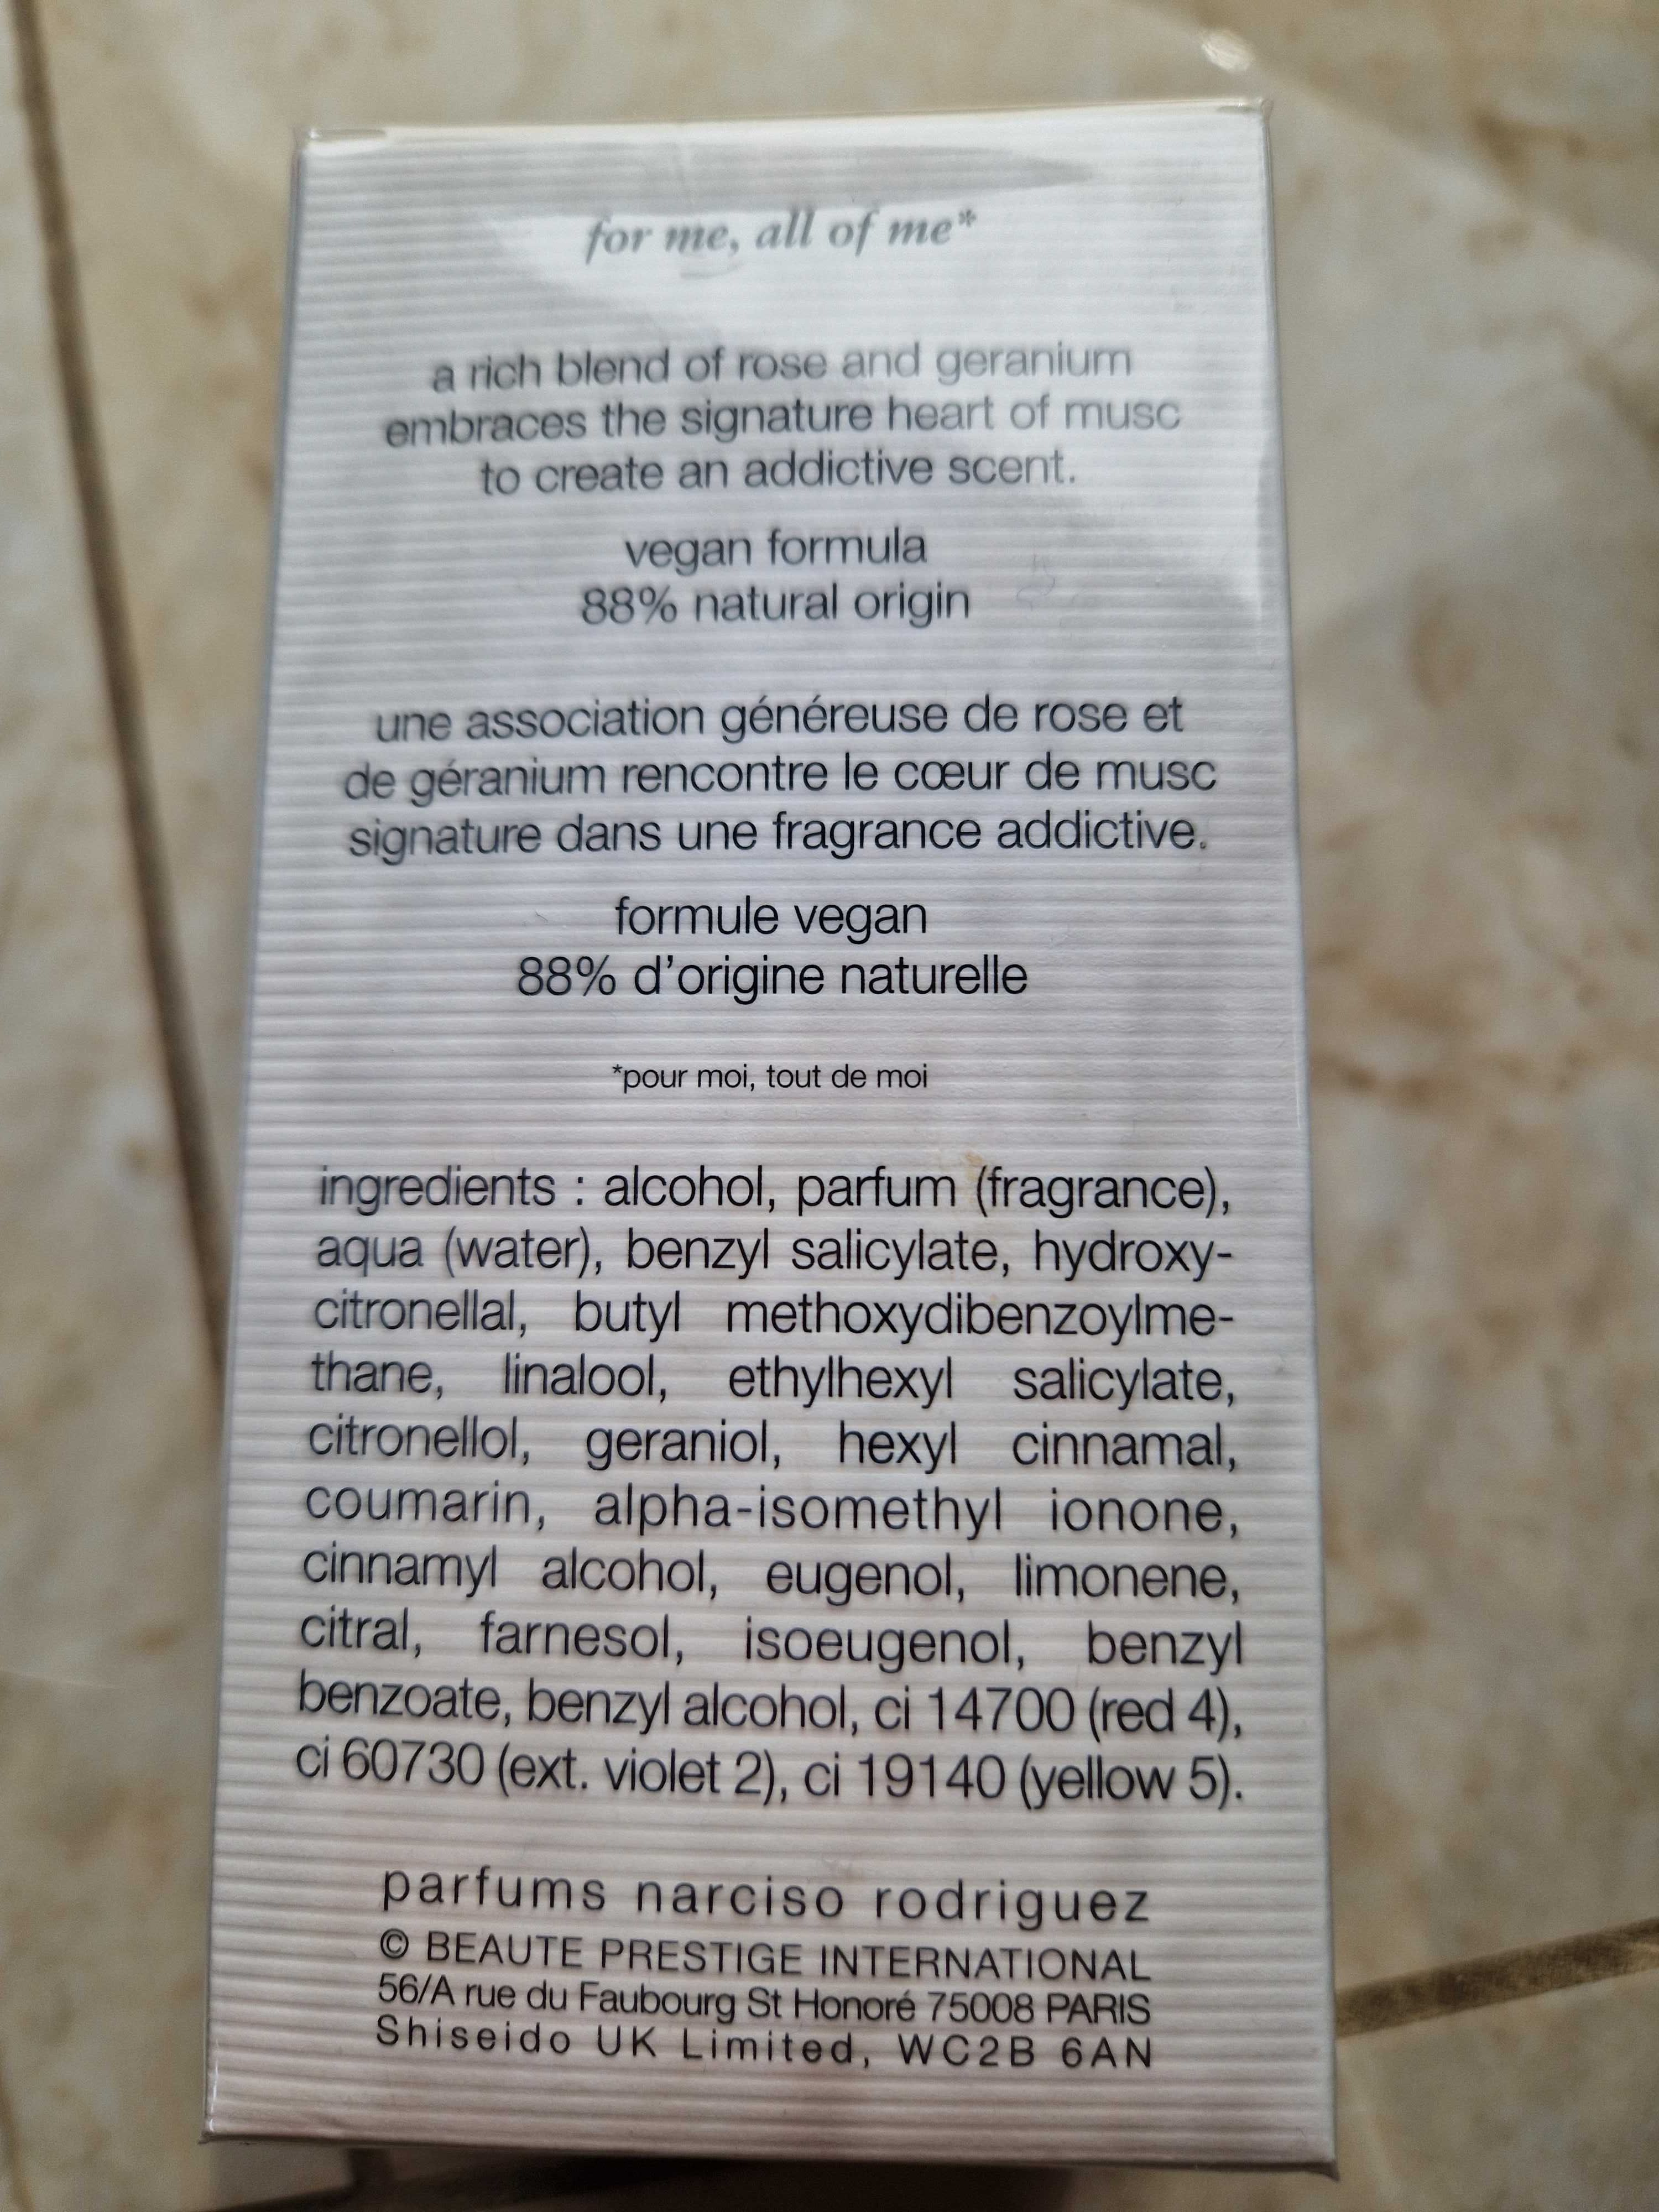 for me, all of me*
a rich blend of rose and geranium
embraces the signature heart of musc
to create an addictive scent.
vegan formula
88% natural origin
une association généreuse de rose et
de géranium rencontre le cœur de musc
signature dans une fragrance addictive.
formule vegan
88% d'origine naturelle
*pour moi, tout de moi
ingredients : alcohol, parfum (fragrance),
aqua (water), benzyl salicylate, hydroxy-
citronellal, butyl methoxydibenzoylme-
thane, linalool, ethylhexyl salicylate,
citronellol, geraniol, hexyl cinnamal,
coumarin, alpha-isomethyl ionone,
cinnamyl alcohol, eugenol, limonene,
citral, farnesol, isoeugenol, benzyl
benzoate, benzyl alcohol, ci 14700 (red 4),
ci 60730 (ext. violet 2), ci 19140 (yellow 5).
parfums narciso rodriguez
© BEAUTE PRESTIGE INTERNATIONAL
56/A rue du Faubourg St Honoré 75008 PARIS
Shiseido UK Limited, WC2B 6AN